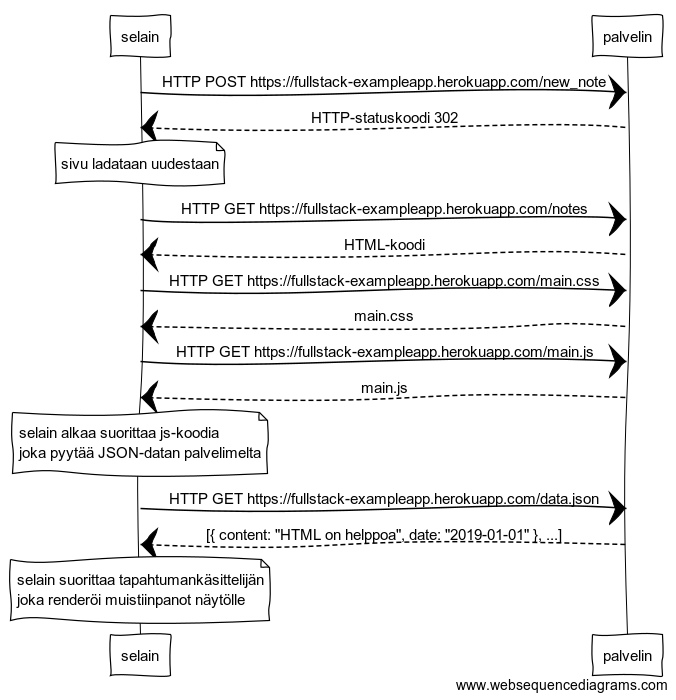 selain palvelin
HTTP POST https://fullstack-exampleapp.herokuapp.com/new_note
HTTP-statuskoodi 302
sivu ladataan uudestaan
HTTP GET https://fullstack-exampleapp.herokuapp.com/notes
HTML-koodi
HTTP GET https://fullstack-exampleapp.herokuapp.com/main.css
main.css
HTTP GET https://fullstack-exampleapp.herokuapp.com/main.js
main.js
selain alkaa suorittaa js-koodia
joka pyytää JSON-datan palvelimelta
HTTP GET https://fullstack-exampleapp.herokuapp.com/data.json
[{ content: "HTML on helppoa", date: "2019-01-01" }, ...]
selain suorittaa tapahtumankäsittelijän
joka renderöi muistiinpanot näytölle
selain palvelin
www.websequencediagrams.com